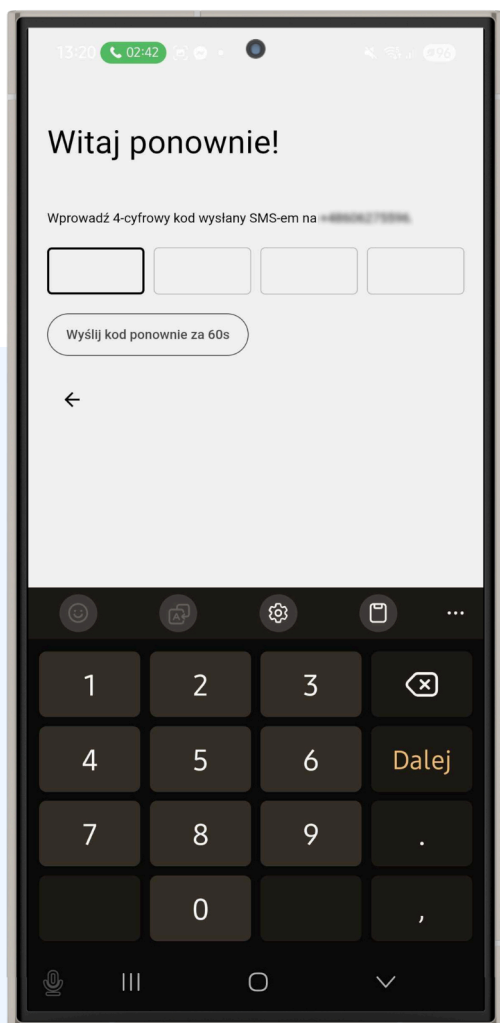 13:20 02:42 96
Witaj ponownie!
Wprowadź 4-cyfrowy kod wysłany SMS-em na
Wyślij kod ponownie za 60s
1 2 3
4 5 6 Dalej
7 8 9 .
0 ,